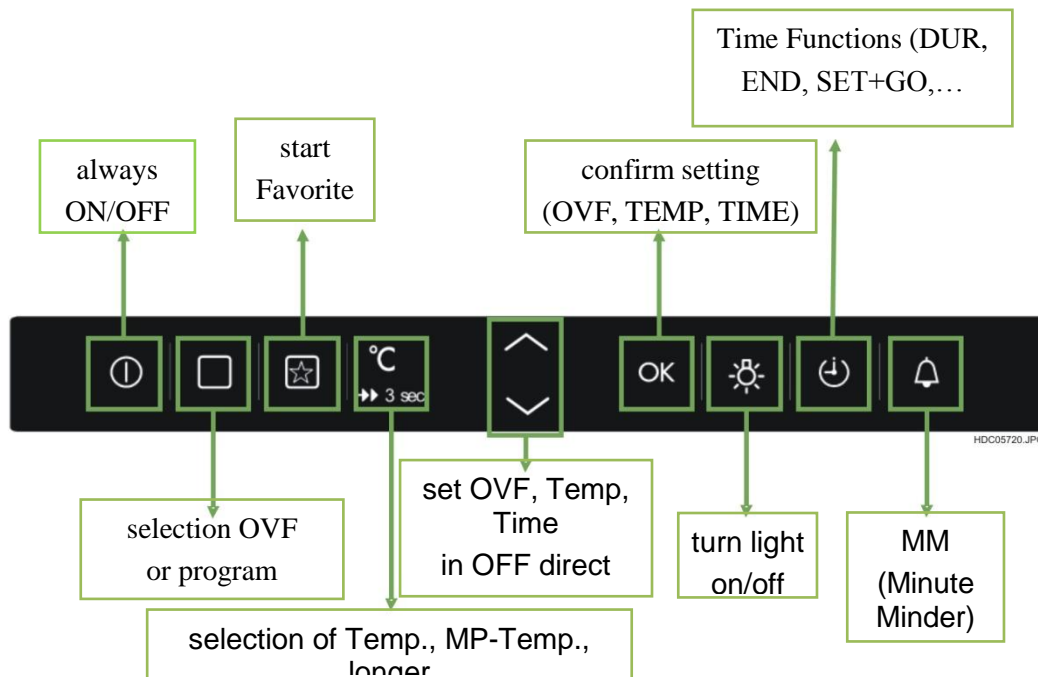 Time Functions (DUR,
END, SET+GO,…
start
Favorite
always
ON/OFF
confirm setting
(OVF, TEMP, TIME)
°C
3 sec
OK
HDC05720.JP
selection OVF
or program
set OVF, Temp,
Time
in OFF direct
turn light
on/off
MM
(Minute
Minder)
selection of Temp., MP-Temp.,
longer